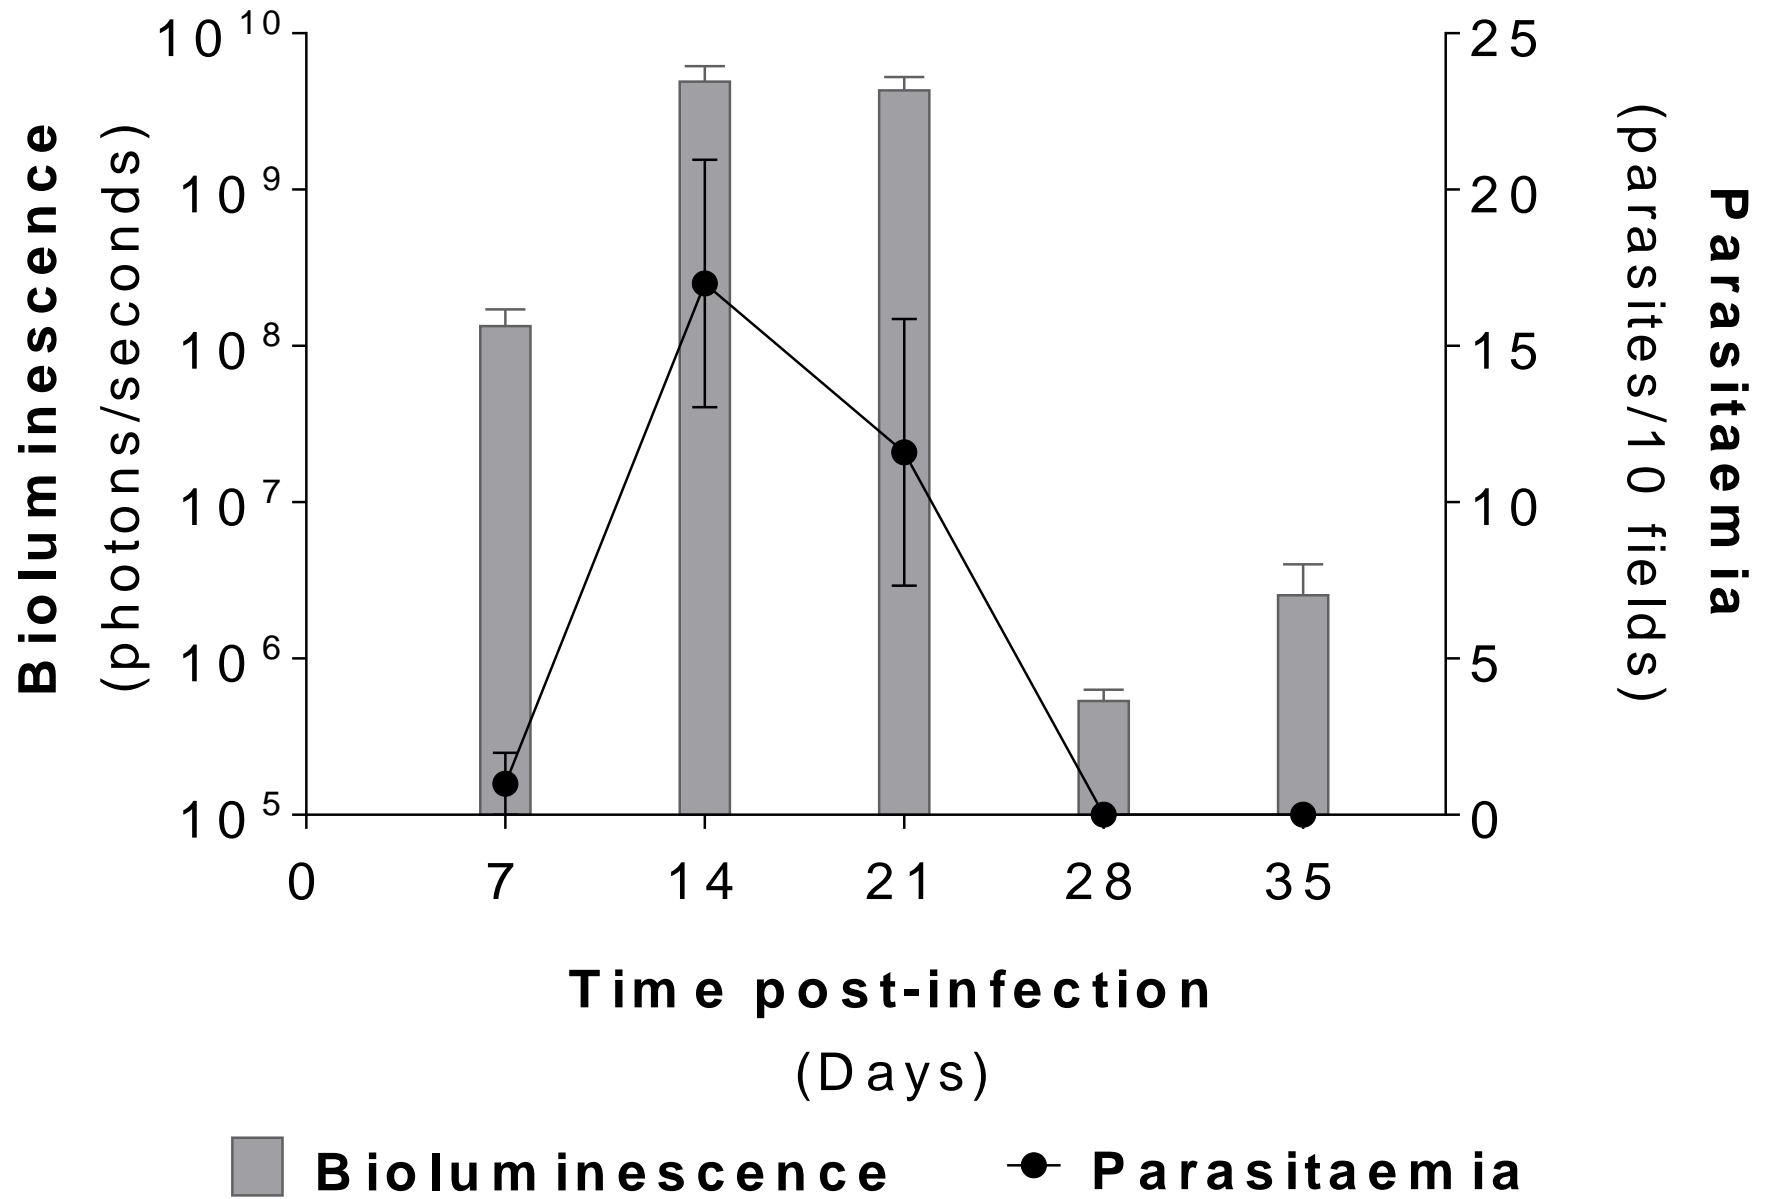 Bioluminescence
(photons/seconds)
10^10
10^9
10^8
10^7
10^6
10^5
25
20
15
10
5
0
Parasitaemia
(parasites/10 fields)
0 7 14 21 28 35
Time post-infection
(Days)
Bioluminescence Parasitaemia